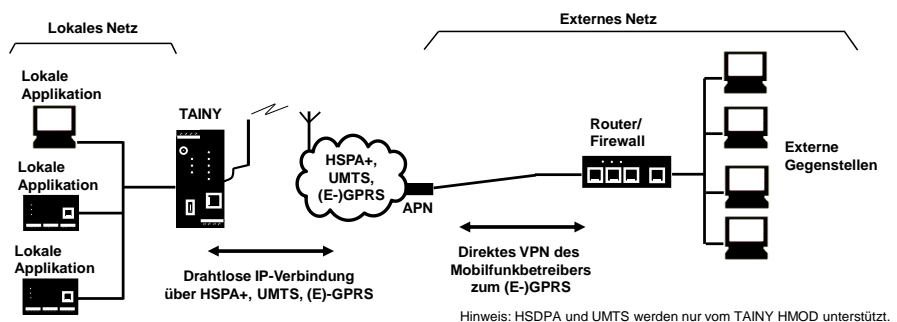 Externes Netz
Lokales Netz
Lokale
Applikation
TAINY
Lokale
Applikation
Lokale
Applikation
HSPA+,
UMTS,
(E-)GPRS
APN
Router/
Firewall
Externe
Gegenstellen
Drahtlose IP-Verbindung
über HSPA+, UMTS, (E)-GPRS
Direktes VPN des
Mobilfunkbetreibers
zum (E-)GPRS
Hinweis: HSDPA und UMTS werden nur vom TAINY HMOD unterstützt.